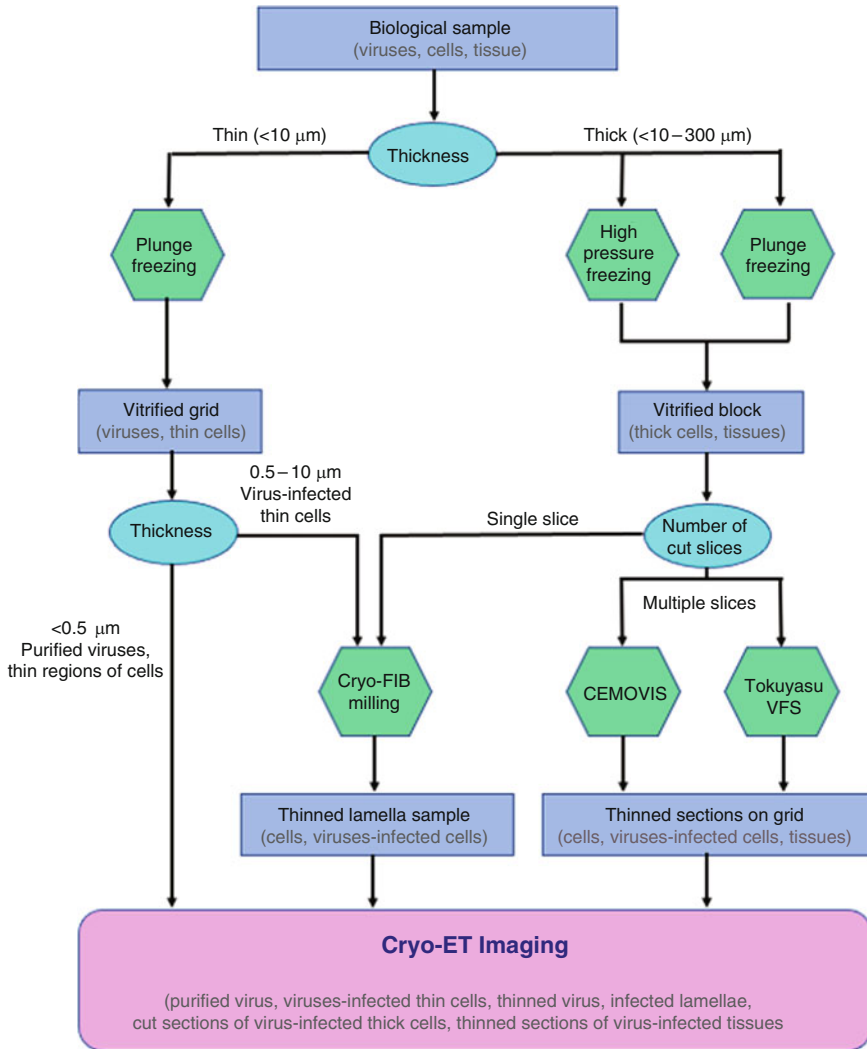 Biological sample
(viruses, cells, tissue)
Thin (<10 μm)
Thick (<10–300 μm)
Thickness
Plunge
freezing
High
pressure
freezing
Plunge
freezing
Vitrified grid
(viruses, thin cells)
Vitrified block
(thick cells, tissues)
0.5–10 μm
Virus-infected
thin cells
Thickness
Single slice
Number of
cut slices
Multiple slices
<0.5 μm
Purified viruses,
thin regions of cells
Cryo-FIB
milling
CEMOVIS
Tokuyasu
VFS
Thinned lamella sample
(cells, viruses-infected cells)
Thinned sections on grid
(cells, viruses-infected cells, tissues)
Cryo-ET Imaging
(purified virus, viruses-infected thin cells, thinned virus, infected lamellae,
cut sections of virus-infected thick cells, thinned sections of virus-infected tissues